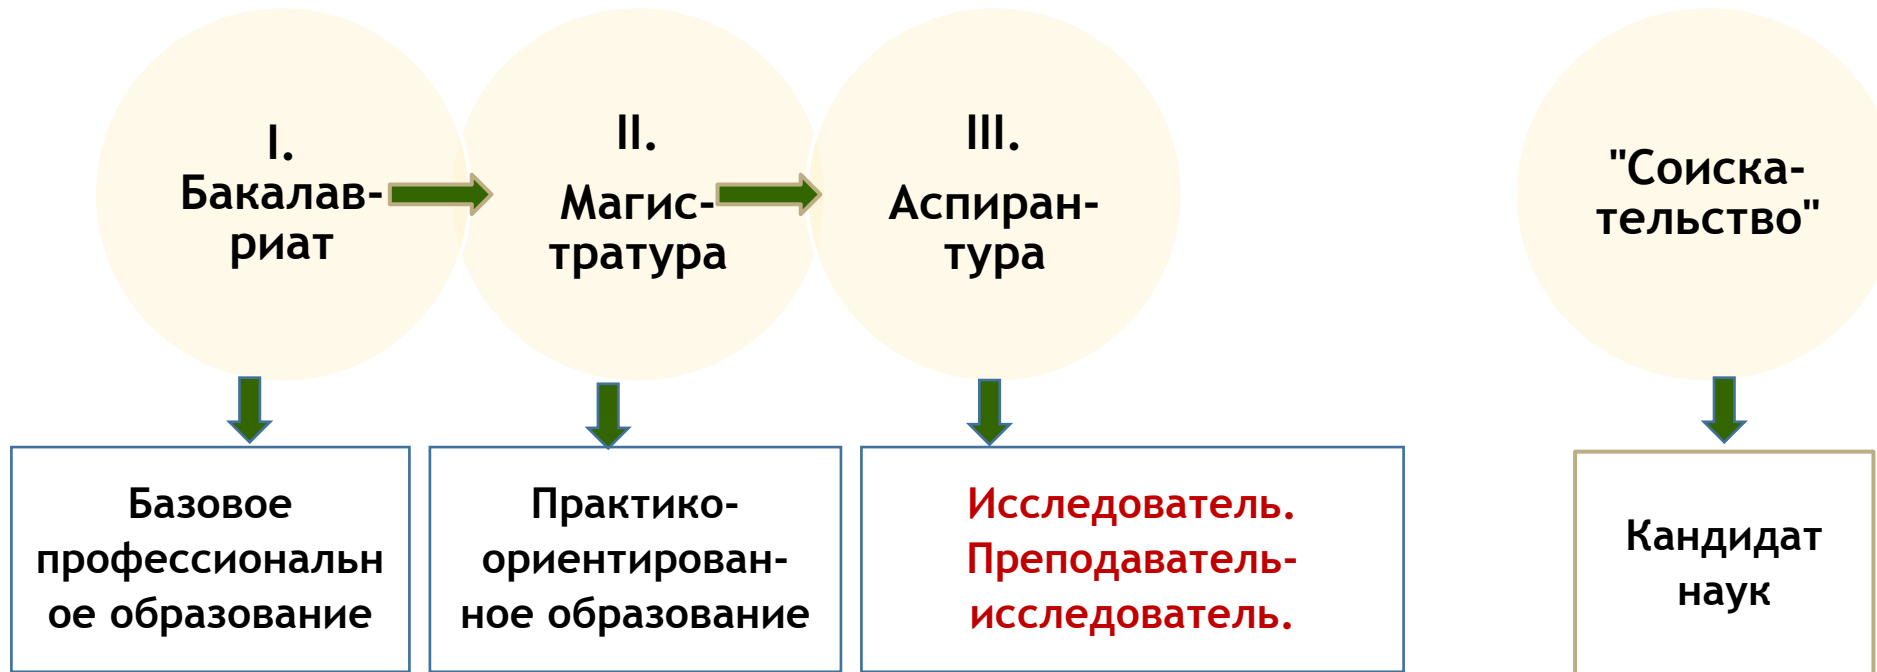 I.
Бакалав-
риат
II.
Магис-
тратура
III.
Аспиран-
тура
"Соиска-
тельство"
Базовое
профессиональн
ое образование
Практико-
ориентирован-
ное образование
Исследователь.
Преподаватель-
исследователь.
Кандидат
наук